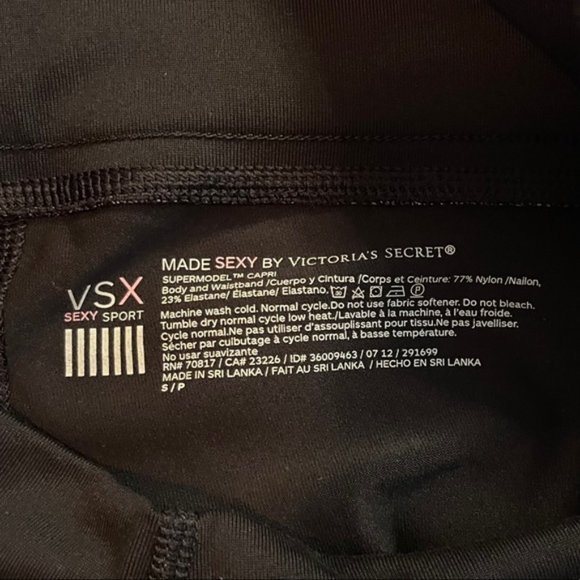 VSX
SEXY SPORT
MADE SEXY BY VICTORIA'S SECRET®
SUPERMODEL™ CAPRI
Body and Waistband /Cuerpo y Cintura /Corps et Ceinture: 77% Nylon /Nailon,
23% Elastane/ Élastane/ Elastano.
Machine wash cold. Normal cycle.Do not use fabric softener. Do not bleach.
Tumble dry normal cycle low heat./Lavable à la machine, à l'eau froide.
Cycle normal.Ne pas utiliser d'assouplissant pour tissu.Ne pas javelliser.
Sécher par culbutage à cycle normal, à basse température.
No usar suavizante
RN# 70817 / CA# 23226 / ID# 36009463 / 07 12 / 291699
MADE IN SRI LANKA / FAIT AU SRI LANKA / HECHO EN SRI LANKA
S / P